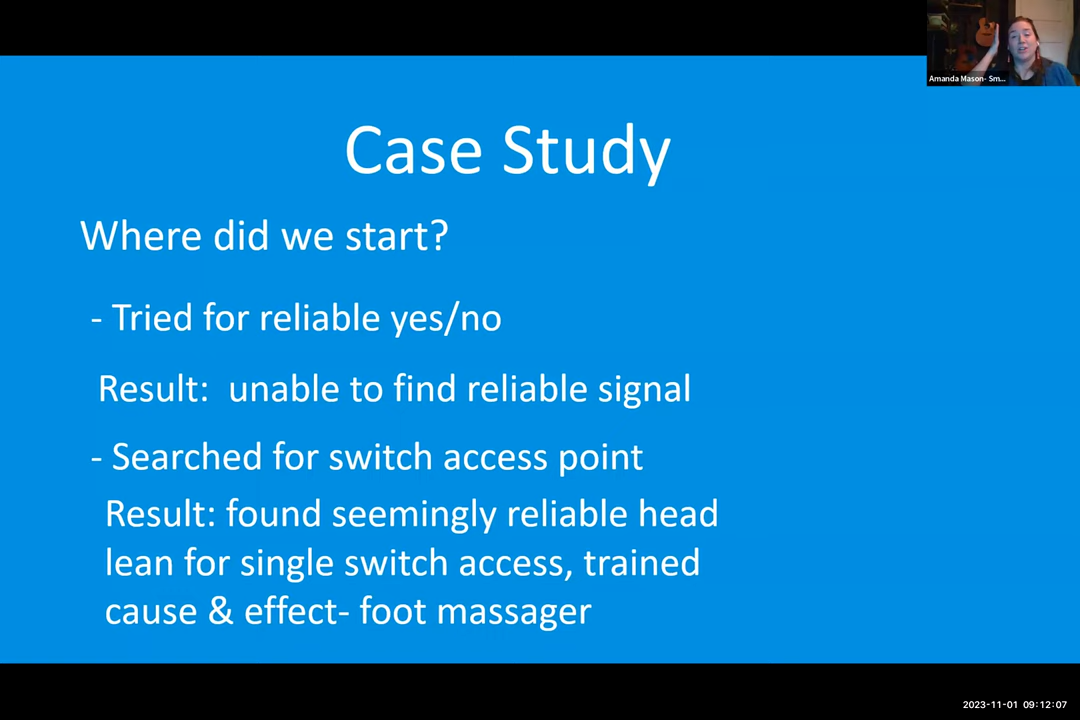 Amanda Mason- Sm...
Case Study
Where did we start?
- Tried for reliable yes/no
Result:  unable to find reliable signal
- Searched for switch access point
Result: found seemingly reliable head
lean for single switch access, trained
cause & effect- foot massager
2023-11-01 09:12:07